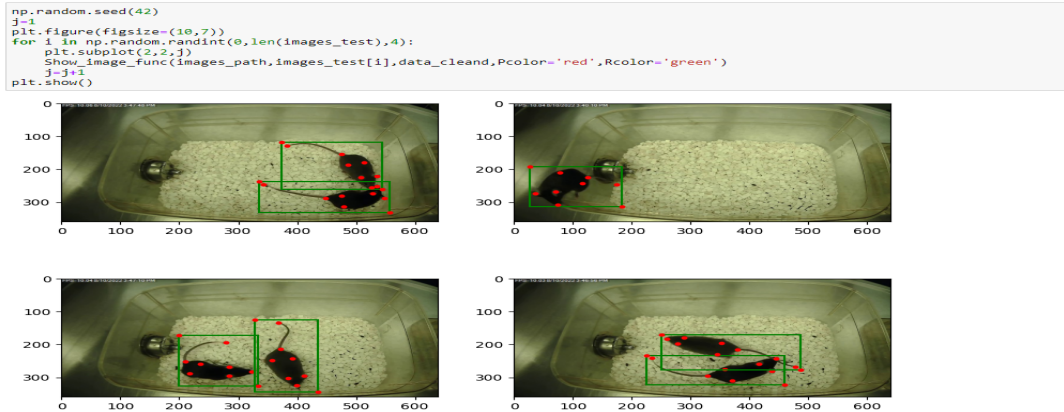 np.random.seed(42)
j=1
plt.figure(figsize=(10,7))
for i in np.random.randint(0,len(images_test),4):
    plt.subplot(2,2,j)
    Show_image_func(images_path,images_test[i],data_cleand,Pcolor='red',Rcolor='green')
    j=j+1
plt.show()
0
100
200
300
0 100 200 300 400 500 600
0
100
200
300
0 100 200 300 400 500 600
0
100
200
300
0 100 200 300 400 500 600
0
100
200
300
0 100 200 300 400 500 600